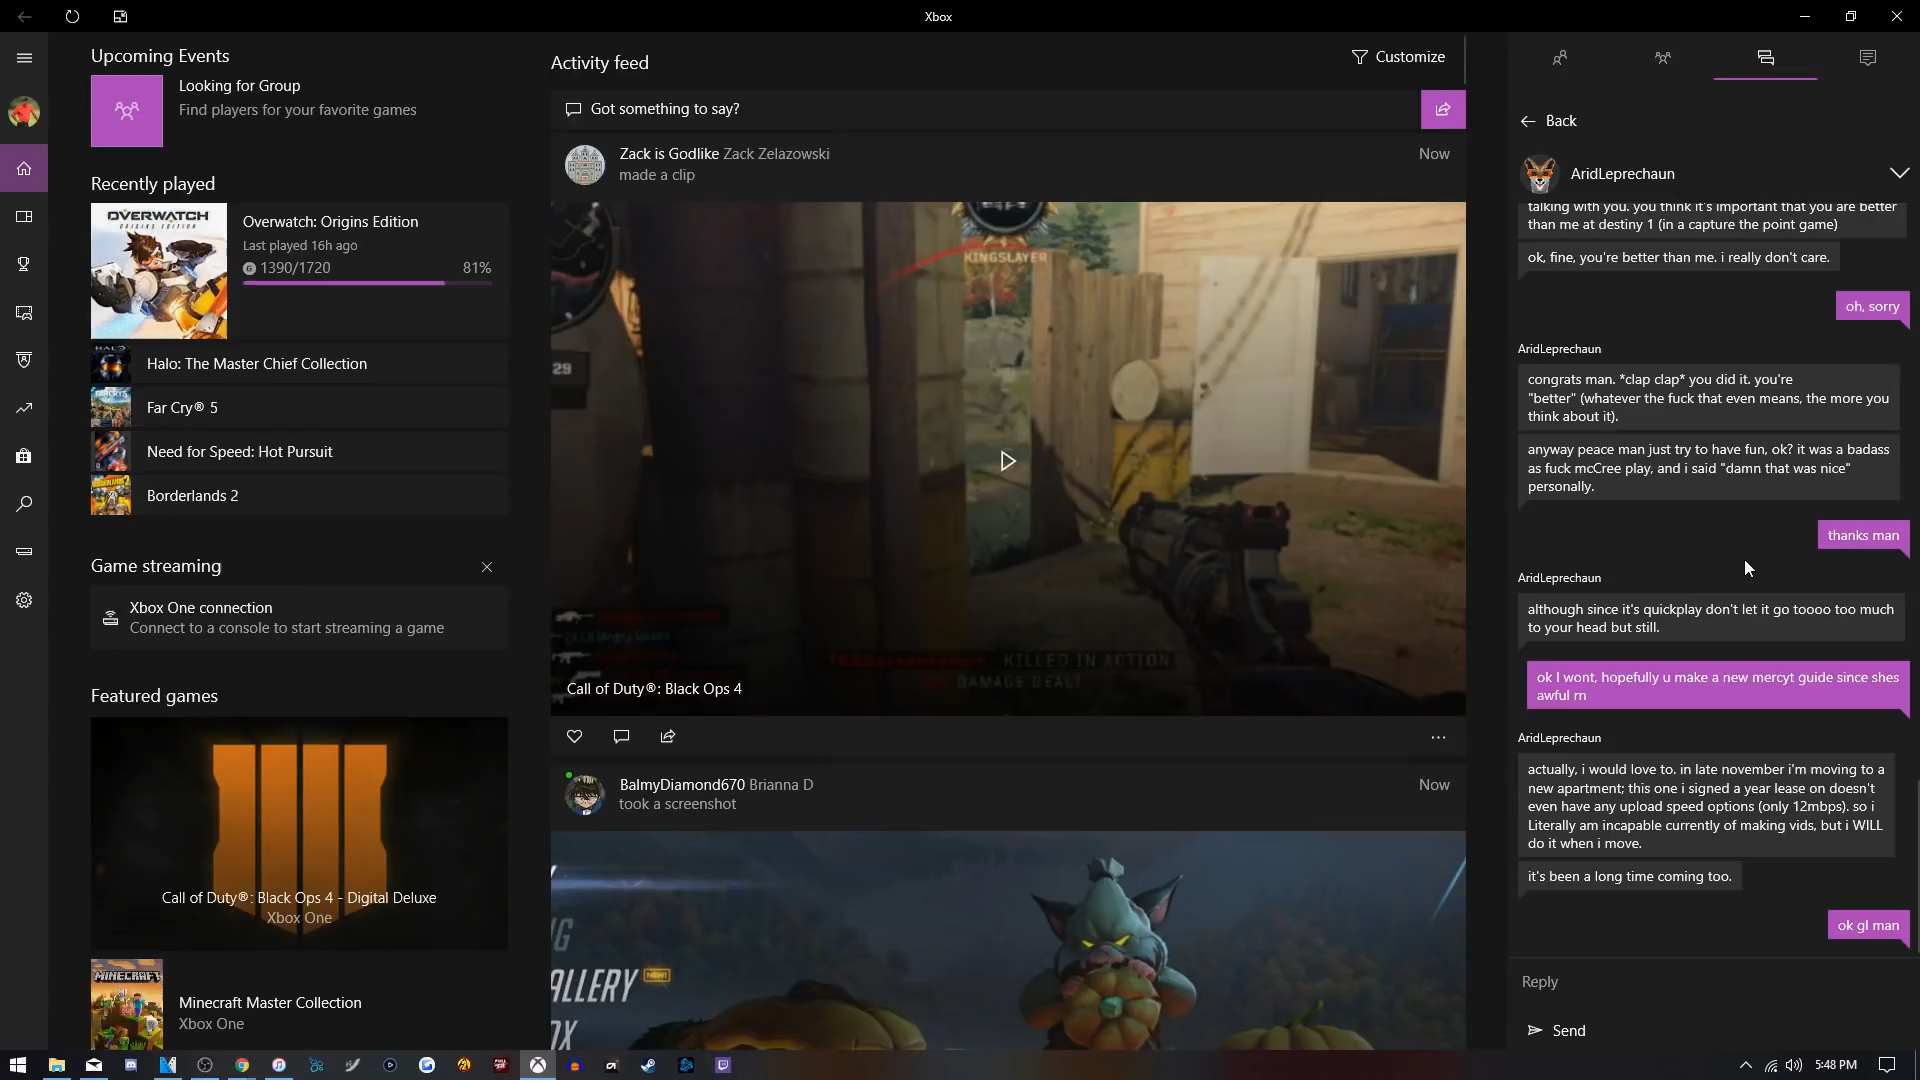 Xbox
Upcoming Events
Looking for Group
Find players for your favorite games
Recently played
OVERWATCH
ORIGINS EDITION
Overwatch: Origins Edition
Last played 16h ago
G 1390/1720
81%
HALO
Halo: The Master Chief Collection
FARCRY5
Far Cry® 5
Need for Speed: Hot Pursuit
Borderlands 2
Game streaming
Xbox One connection
Connect to a console to start streaming a game
Featured games
Call of Duty®: Black Ops 4 - Digital Deluxe
Xbox One
MINECRAFT
Minecraft Master Collection
Xbox One
Activity feed
Customize
Got something to say?
Zack is Godlike Zack Zelazowski
Now
made a clip
KINGSLAYER
29
KILLED IN ACTION
DAMAGE DEALT
Call of Duty®: Black Ops 4
BalmyDiamond670 Brianna D
Now
took a screenshot
ALLERY
NEW!
OX
Back
AridLeprechaun
talking with you. you think it's important that you are better
than me at destiny 1 (in a capture the point game)
ok, fine, you're better than me. i really don't care.
oh, sorry
AridLeprechaun
congrats man. *clap clap* you did it. you're
"better" (whatever the fuck that even means, the more you
think about it).
anyway peace man just try to have fun, ok? it was a badass
as fuck mcCree play, and i said "damn that was nice"
personally.
thanks man
AridLeprechaun
although since it's quickplay don't let it go toooo too much
to your head but still.
ok I wont, hopefully u make a new mercyt guide since shes
awful rn
AridLeprechaun
actually, i would love to. in late november i'm moving to a
new apartment; this one i signed a year lease on doesn't
even have any upload speed options (only 12mbps). so i
Literally am incapable currently of making vids, but i WILL
do it when i move.
it's been a long time coming too.
ok gl man
Reply
Send
5:48 PM